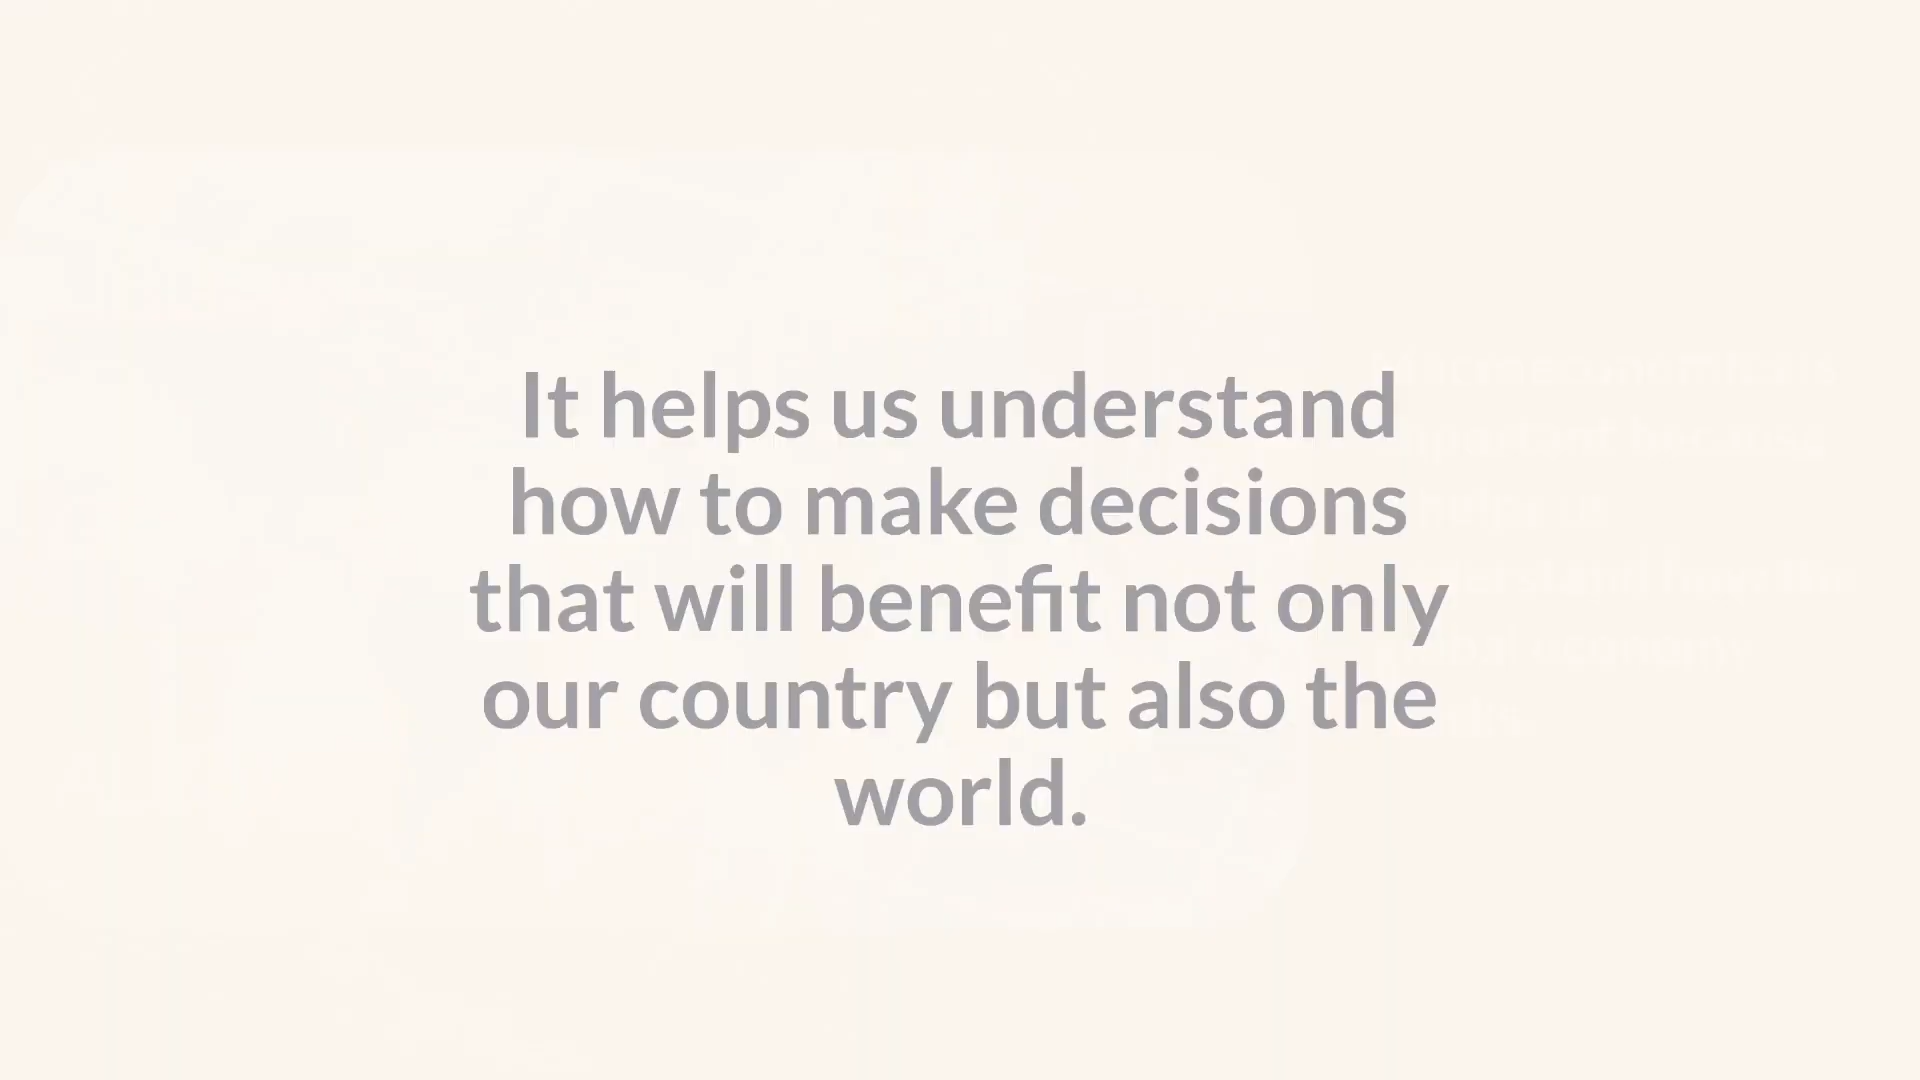 It helps us understand
how to make decisions
that will benefit not only
our country but also the
world.